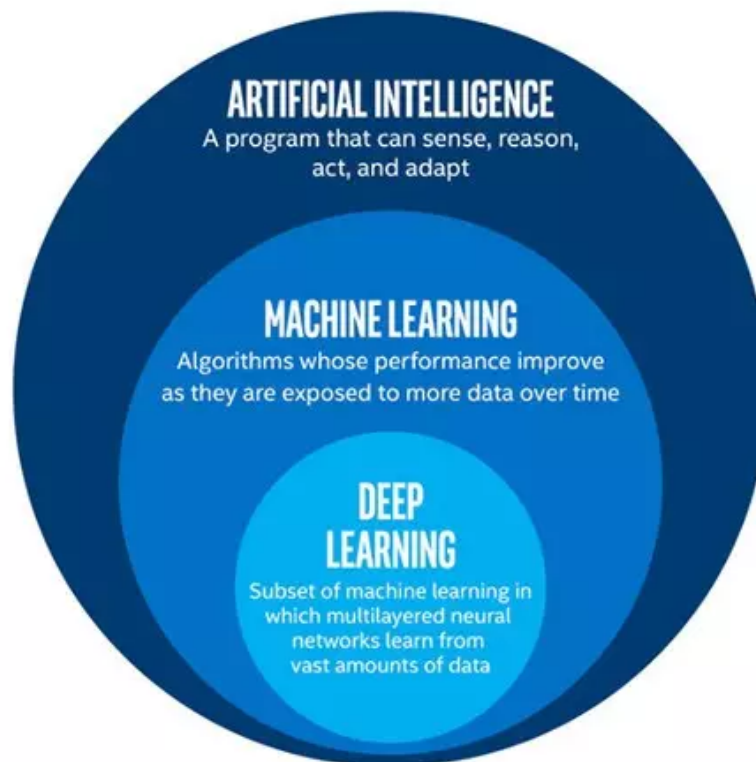 ARTIFICIAL INTELLIGENCE
A program that can sense, reason,
act, and adapt
MACHINE LEARNING
Algorithms whose performance improve
as they are exposed to more data over time
DEEP
LEARNING
Subset of machine learning in
which multilayered neural
networks learn from
vast amounts of data